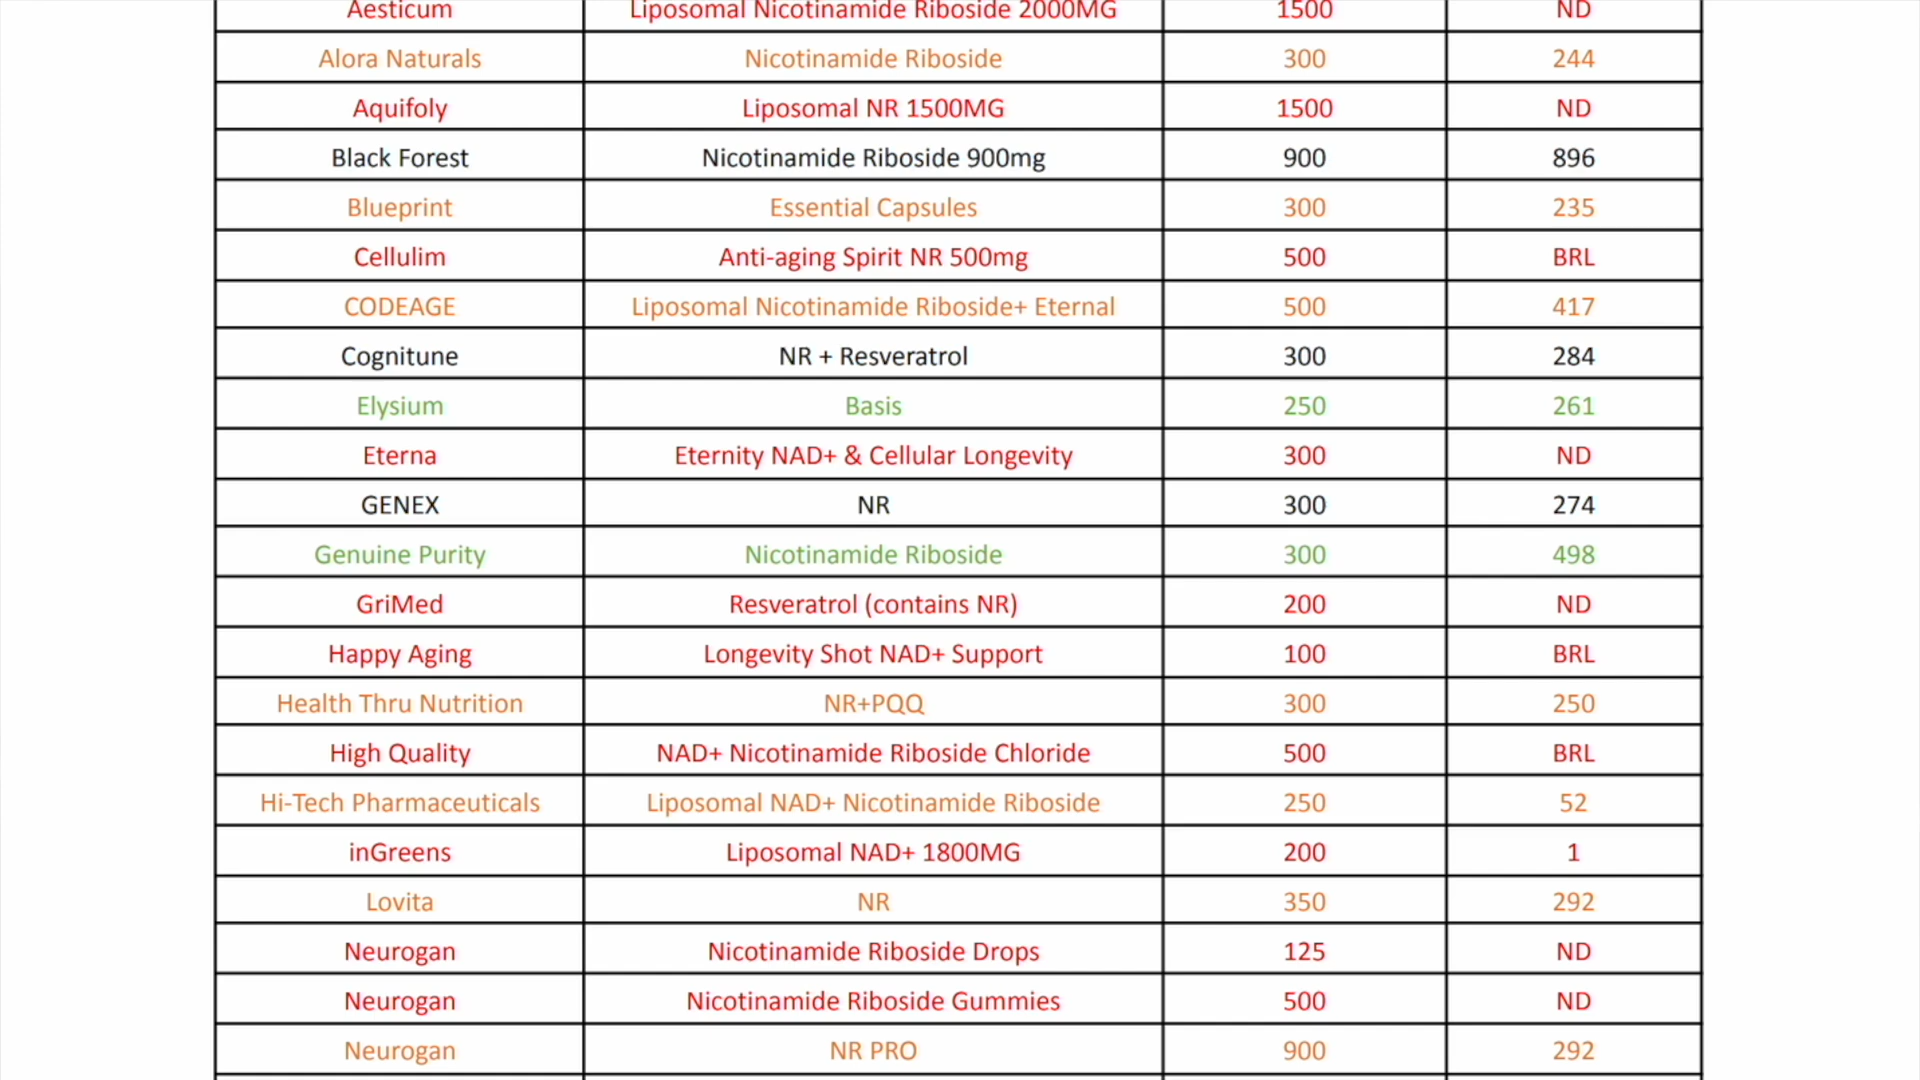 Aesticum Liposomal Nicotinamide Riboside 2000MG 1500 ND
Alora Naturals Nicotinamide Riboside 300 244
Aquifoly Liposomal NR 1500MG 1500 ND
Black Forest Nicotinamide Riboside 900mg 900 896
Blueprint Essential Capsules 300 235
Cellulim Anti-aging Spirit NR 500mg 500 BRL
CODEAGE Liposomal Nicotinamide Riboside+ Eternal 500 417
Cognitune NR + Resveratrol 300 284
Elysium Basis 250 261
Eterna Eternity NAD+ & Cellular Longevity 300 ND
GENEX NR 300 274
Genuine Purity Nicotinamide Riboside 300 498
GriMed Resveratrol (contains NR) 200 ND
Happy Aging Longevity Shot NAD+ Support 100 BRL
Health Thru Nutrition NR+PQQ 300 250
High Quality NAD+ Nicotinamide Riboside Chloride 500 BRL
Hi-Tech Pharmaceuticals Liposomal NAD+ Nicotinamide Riboside 250 52
inGreens Liposomal NAD+ 1800MG 200 1
Lovita NR 350 292
Neurogan Nicotinamide Riboside Drops 125 ND
Neurogan Nicotinamide Riboside Gummies 500 ND
Neurogan NR PRO 900 292